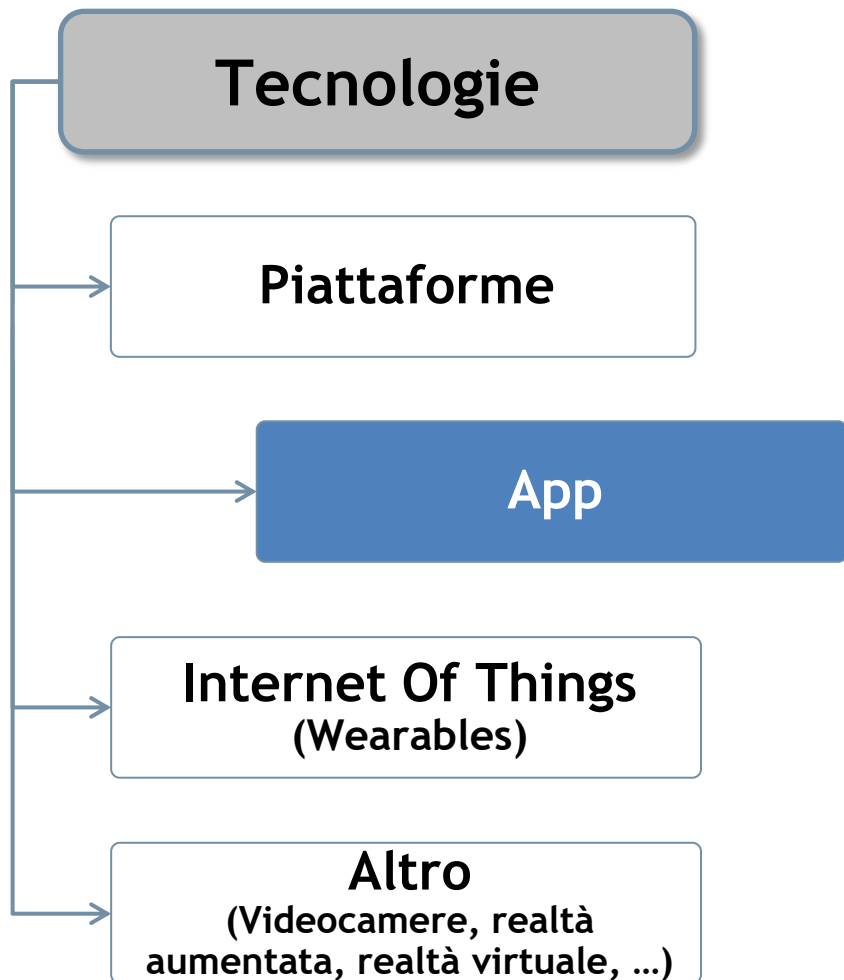 Tecnologie
Piattaforme
App
Internet Of Things
(Wearables)
Altro
(Videocamere, realtà
aumentata, realtà virtuale, …)